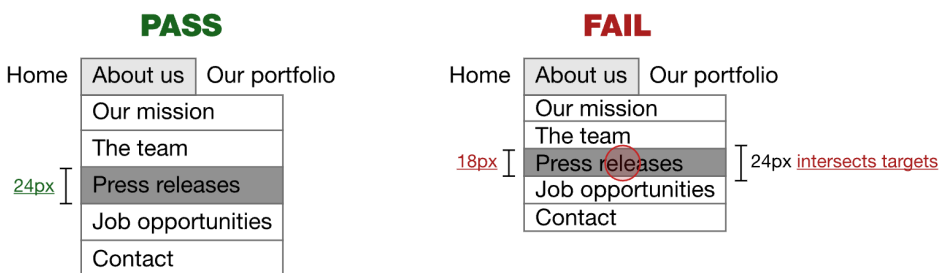 PASS
Home About us Our portfolio
Our mission
The team
24px Press releases
Job opportunities
Contact
FAIL
Home About us Our portfolio
Our mission
The team
18px Press releases 24px intersects targets
Job opportunities
Contact